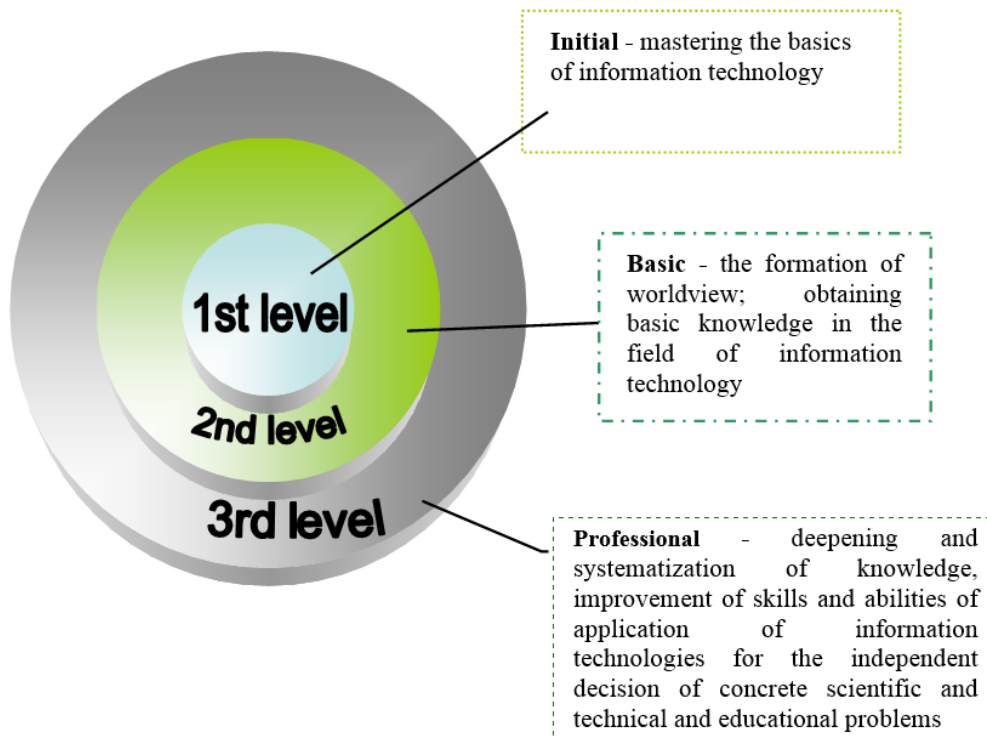 Initial - mastering the basics
of information technology
1st level
Basic - the formation of
worldview; obtaining
basic knowledge in the
field of information
technology
2nd level
3rd level
Professional - deepening and
systematization of knowledge,
improvement of skills and abilities of
application of information
technologies for the independent
decision of concrete scientific and
technical and educational problems